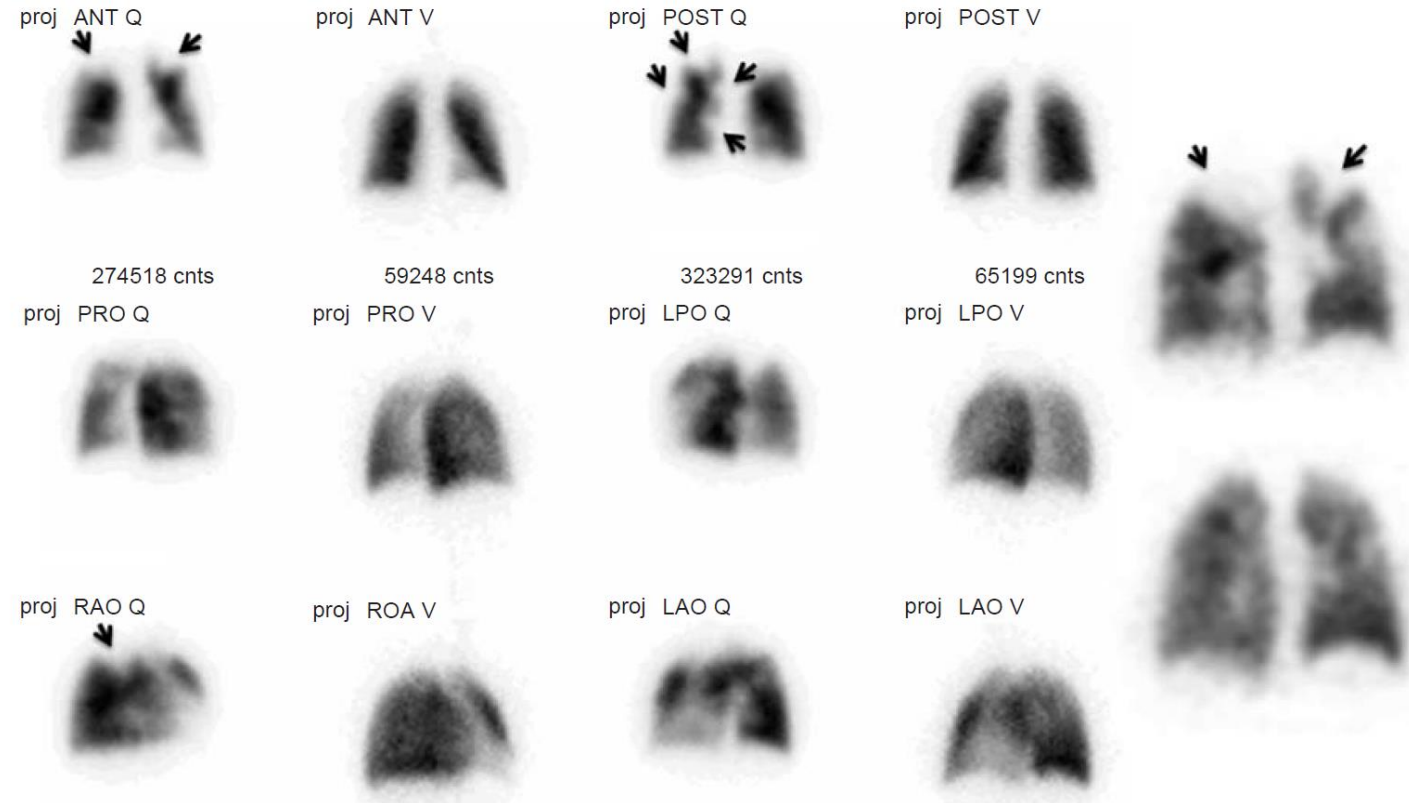 proj ANT Q
proj ANT V
proj POST Q
proj POST V
274518 cnts
59248 cnts
323291 cnts
65199 cnts
proj PRO Q
proj PRO V
proj LPO Q
proj LPO V
proj RAO Q
proj ROA V
proj LAO Q
proj LAO V